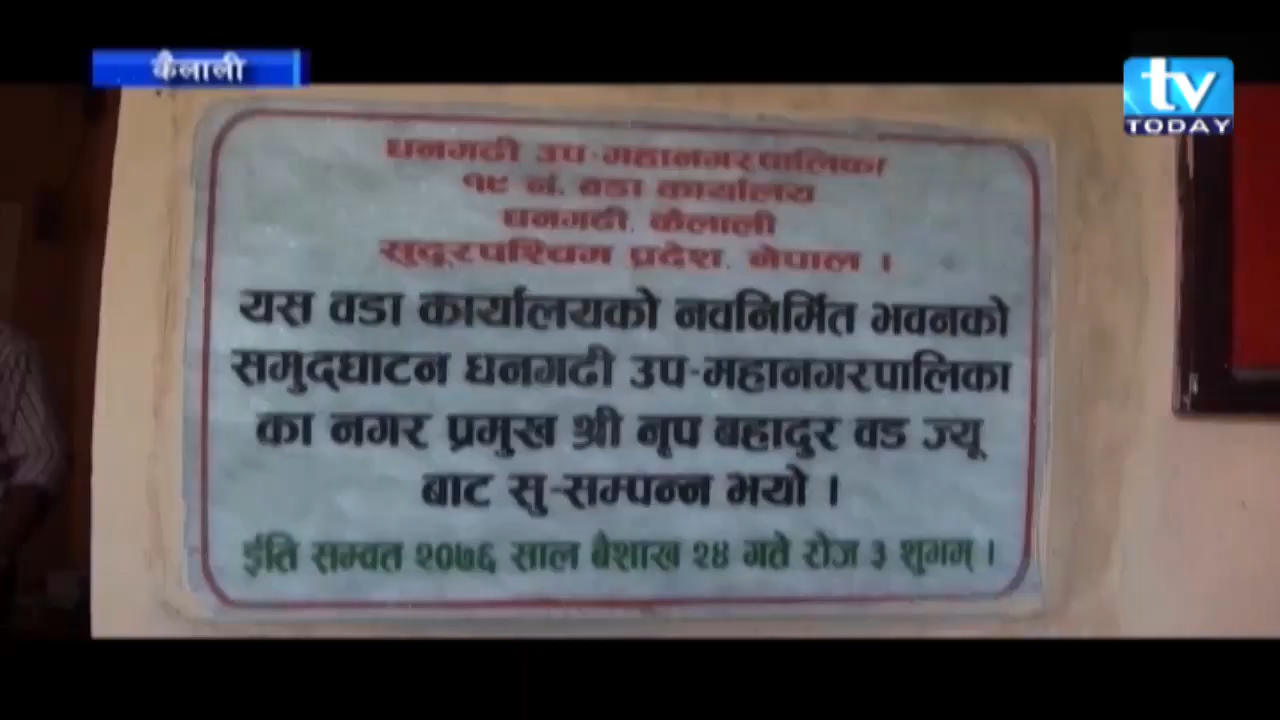 कैलाली
tv
TODAY
धनगढी उप-महानगरपालिका
१९ नं. वडा कार्यालय
धनगढी, कैलाली
सुदूरपश्चिम प्रदेश, नेपाल ।
यस वडा कार्यालयको नवनिर्मित भवनको
समुद्घाटन धनगढी उप-महानगरपालिका
का नगर प्रमुख श्री नृप बहादुर वड ज्यू
बाट सु-सम्पन्न भयो ।
ईति सम्वत २०७६ साल बैशाख २४ गते रोज ३ शुभम् ।